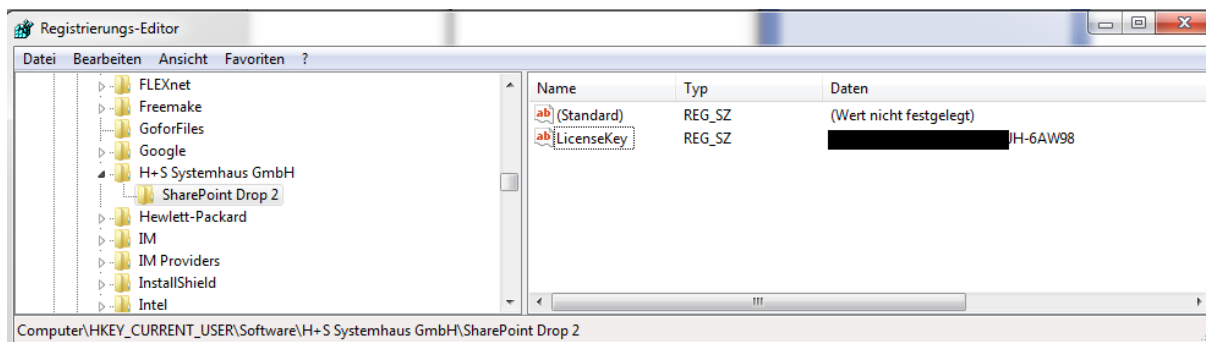 Registrierungs-Editor
Datei Bearbeiten Ansicht Favoriten ?
FLEXnet
Freemake
GoforFiles
Google
H+S Systemhaus GmbH
SharePoint Drop 2
Hewlett-Packard
IM
IM Providers
InstallShield
Intel
Name Typ Daten
(Standard) REG_SZ (Wert nicht festgelegt)
LicenseKey REG_SZ JH-6AW98
Computer\HKEY_CURRENT_USER\Software\H+S Systemhaus GmbH\SharePoint Drop 2